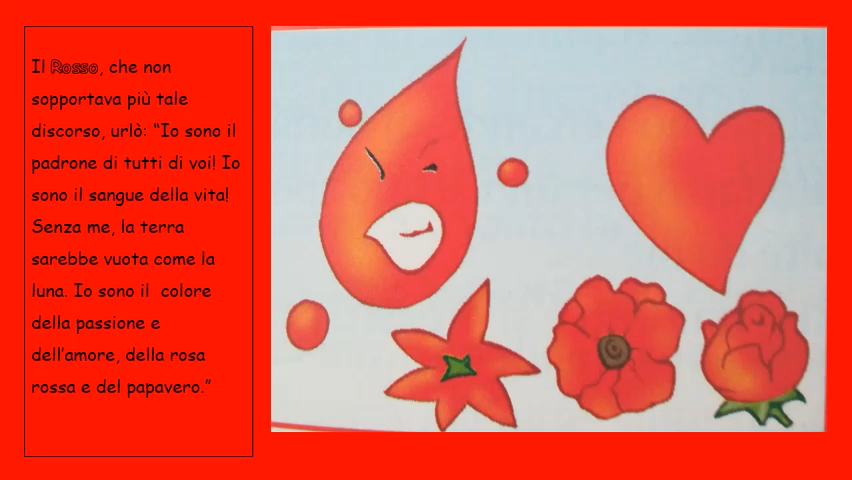 Il Rosso, che non
sopportava più tale
discorso, urlò: “Io sono il
padrone di tutti di voi! Io
sono il sangue della vita!
Senza me, la terra
sarebbe vuota come la
luna. Io sono il  colore
della passione e
dell’amore, della rosa
rossa e del papavero.”